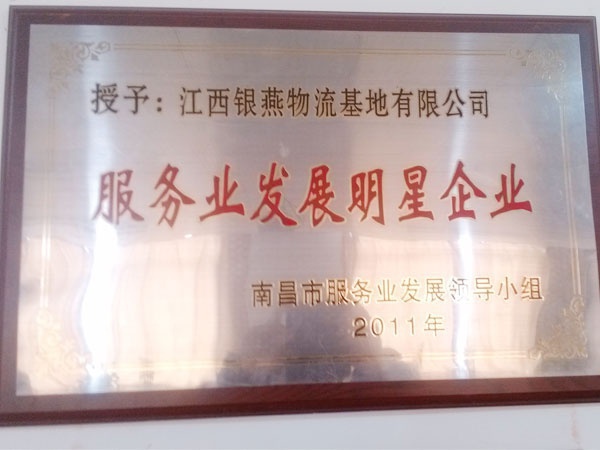 授予：江西银燕物流基地有限公司
服务业发展明星企业
南昌市服务业发展领导小组
2011年